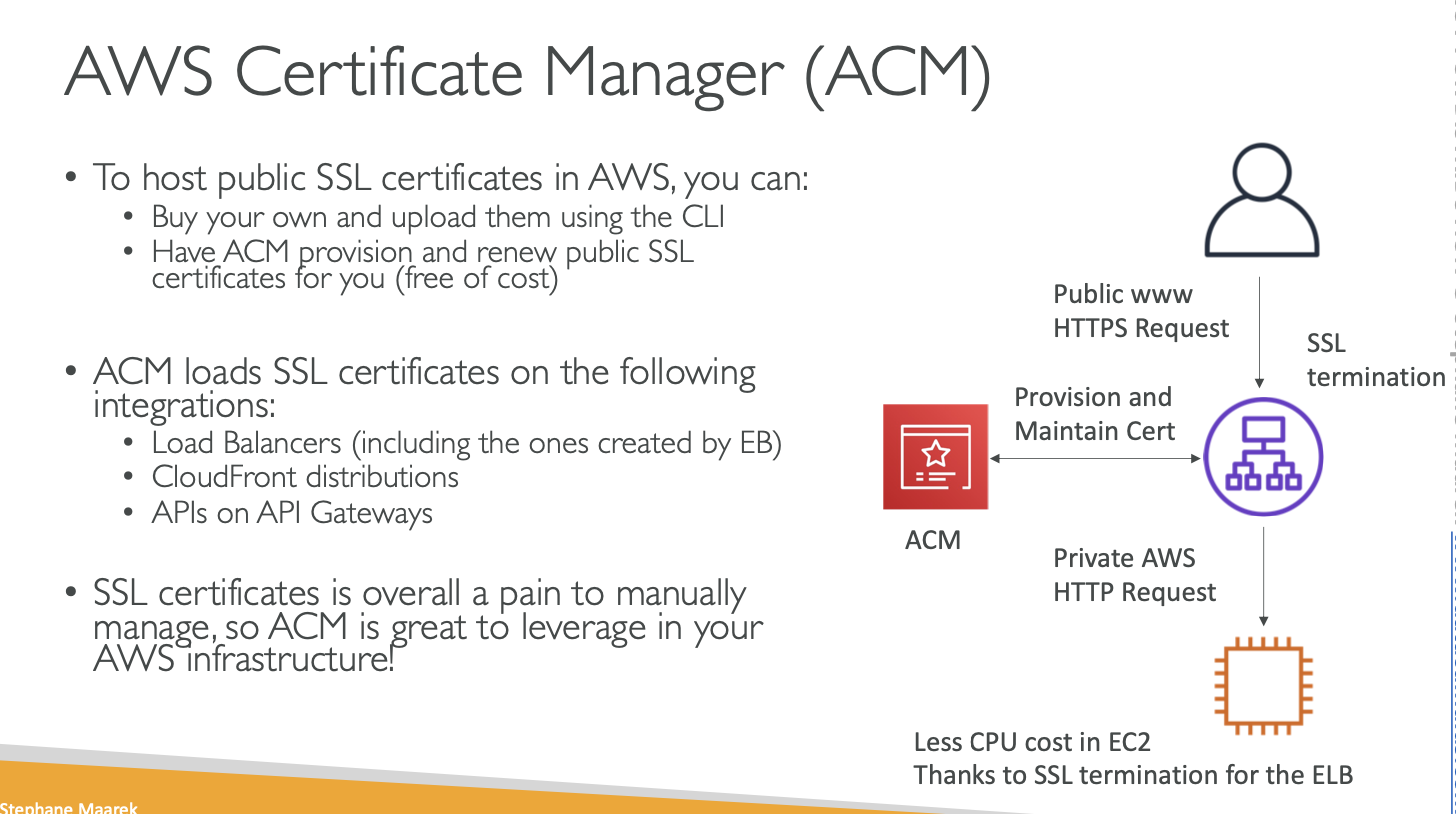 AWS Certificate Manager (ACM)
• To host public SSL certificates in AWS, you can:
• Buy your own and upload them using the CLI
• Have ACM provision and renew public SSL
certificates for you (free of cost)
• ACM loads SSL certificates on the following
integrations:
• Load Balancers (including the ones created by EB)
• CloudFront distributions
• APIs on API Gateways
• SSL certificates is overall a pain to manually
manage, so ACM is great to leverage in your
AWS infrastructure!
Public www
HTTPS Request
SSL
termination
Provision and
Maintain Cert
ACM
Private AWS
HTTP Request
Less CPU cost in EC2
Thanks to SSL termination for the ELB
Stephane Maarek